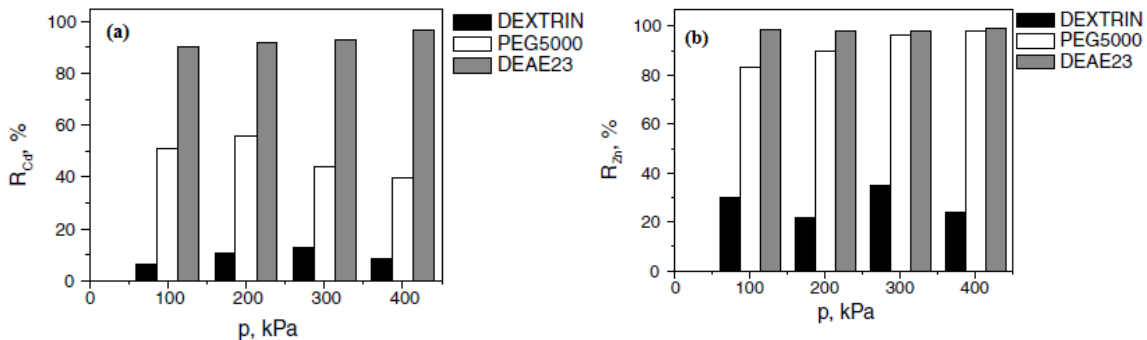 (a)
R_Cd, %
100
80
60
40
20
0
0 100 200 300 400
p, kPa
DEXTRIN
PEG5000
DEAE23
(b)
R_Zn, %
100
80
60
40
20
0
0 100 200 300 400
p, kPa
DEXTRIN
PEG5000
DEAE23